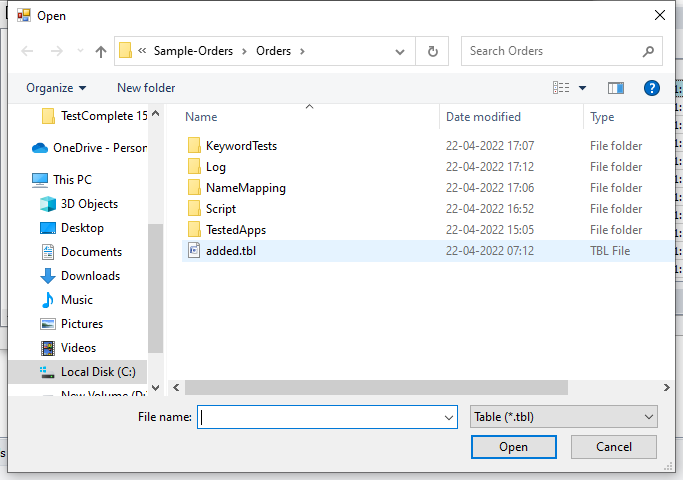 Open
« Sample-Orders > Orders >
Search Orders
Organize
New folder
TestComplete 15
OneDrive - Person
This PC
3D Objects
Desktop
Documents
Downloads
Music
Pictures
Videos
Local Disk (C:)
New Volume (D:
Name Date modified Type
KeywordTests 22-04-2022 17:07 File folder
Log 22-04-2022 17:12 File folder
NameMapping 22-04-2022 17:06 File folder
Script 22-04-2022 16:52 File folder
TestedApps 22-04-2022 15:05 File folder
added.tbl 22-04-2022 07:12 TBL File
File name:
Table (*.tbl)
Open
Cancel